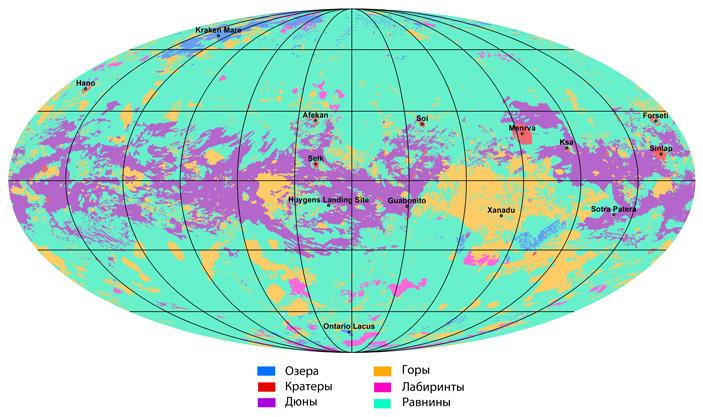 Kraken Mare
Hano
Afekan
Soi
Forseti
Menrva
Ksa
Sinlap
Selk
Huygens Landing Site
Guabonito
Xanadu
Sotra Patera
Ontario Lacus
Озера
Горы
Кратеры
Лабиринты
Дюны
Равнины